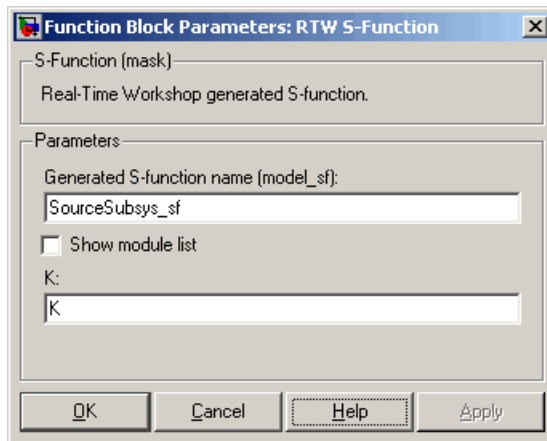 Function Block Parameters: RTW S-Function
S-Function (mask)
Real-Time Workshop generated S-function.
Parameters
Generated S-function name (model_sf):
SourceSubsys_sf
Show module list
K:
K
OK Cancel Help Apply